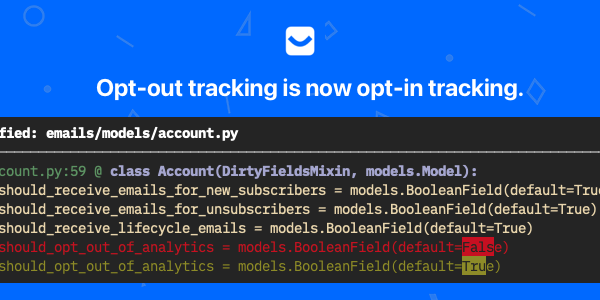 Opt-out tracking is now opt-in tracking.
fied: emails/models/account.py
count.py:59 @ class Account(DirtyFieldsMixin, models.Model):
should_receive_emails_for_new_subscribers = models.BooleanField(default=True
should_receive_emails_for_unsubscribers = models.BooleanField(default=True)
should_receive_lifecycle_emails = models.BooleanField(default=True)
should_opt_out_of_analytics = models.BooleanField(default=False)
should_opt_out_of_analytics = models.BooleanField(default=True)